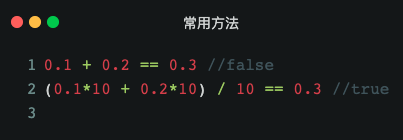 常用方法
1 0.1 + 0.2 == 0.3 //false
2 (0.1*10 + 0.2*10) / 10 == 0.3 //true
3